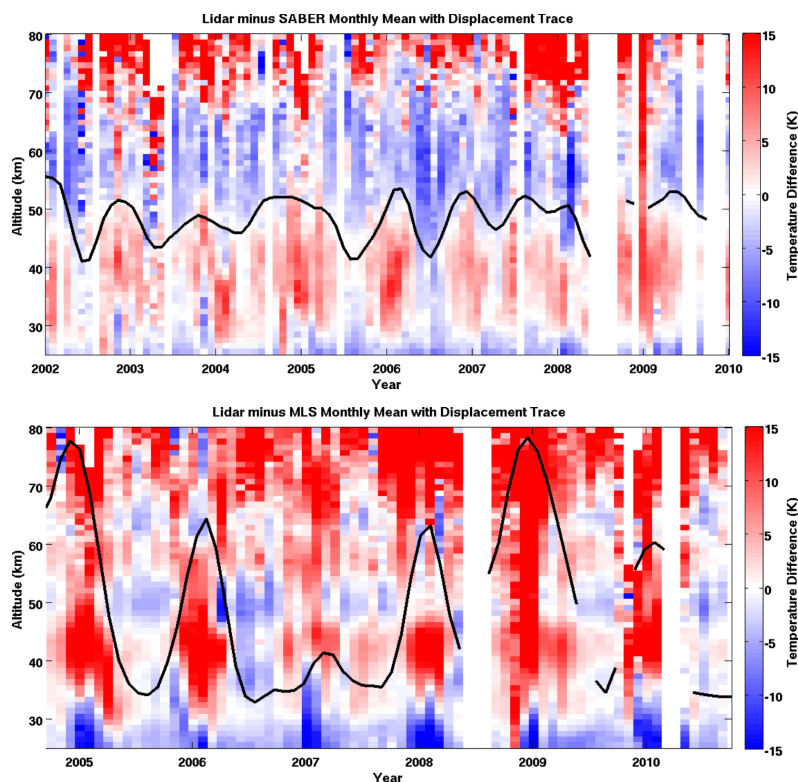 Lidar minus SABER Monthly Mean with Displacement Trace
80
70
60
50
40
30
Altitude (km)
2002 2003 2004 2005 2006 2007 2008 2009 2010
Year
15
10
5
0
-5
-10
-15
Temperature Difference (K)
Lidar minus MLS Monthly Mean with Displacement Trace
80
70
60
50
40
30
Altitude (km)
2005 2006 2007 2008 2009 2010
Year
15
10
5
0
-5
-10
-15
Temperature Difference (K)